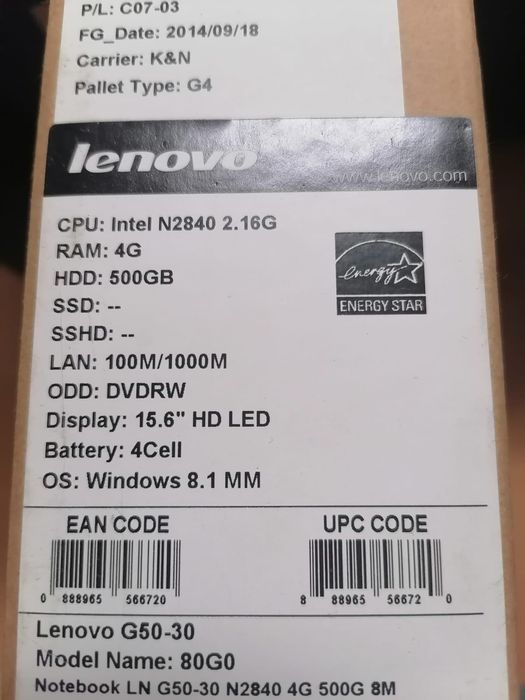 P/L: C07-03
FG_Date: 2014/09/18
Carrier: K&N
Pallet Type: G4
lenovo
www.lenovo.com
CPU: Intel N2840 2.16G
RAM: 4G
HDD: 500GB
energy
ENERGY STAR
SSD: --
SSHD: --
LAN: 100M/1000M
ODD: DVDRW
Display: 15.6" HD LED
Battery: 4Cell
OS: Windows 8.1 MM
EAN CODE UPC CODE
0 888965 566720 8 88965 56672 0
Lenovo G50-30
Model Name: 80G0
Notebook LN G50-30 N2840 4G 500G 8M